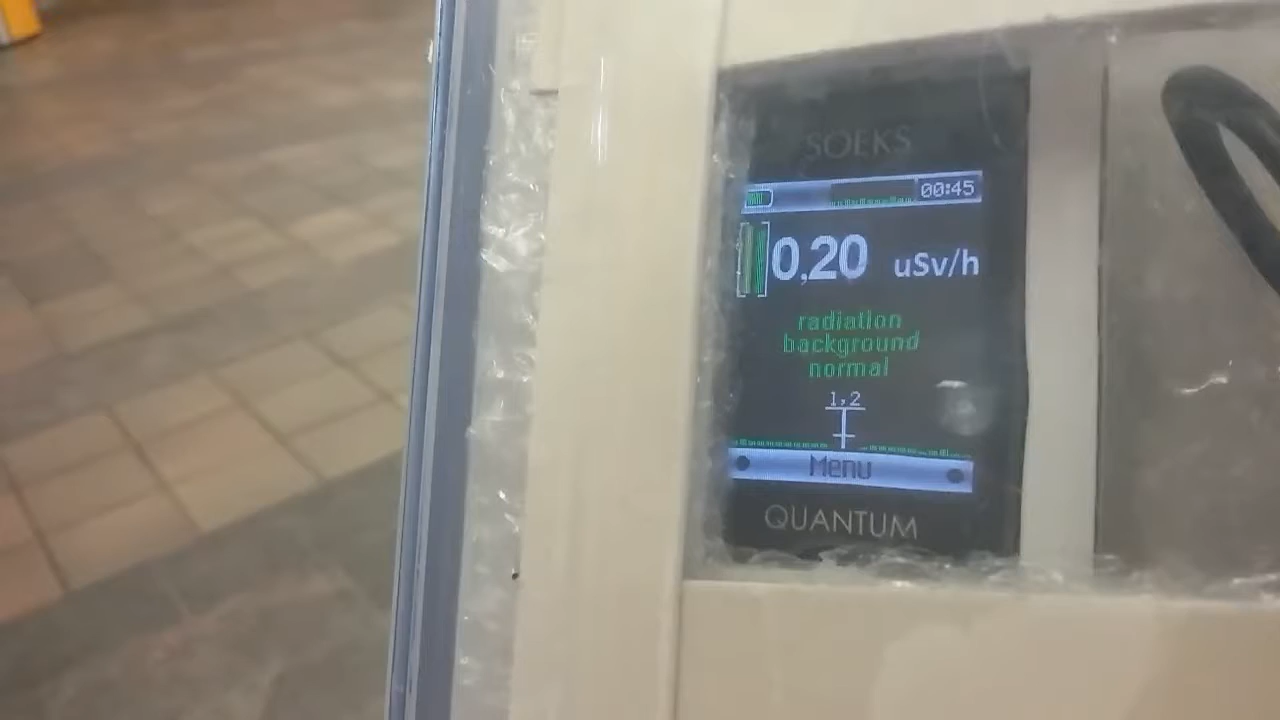 SOEKS
00:45
0,20 uSv/h
radiation
background
normal
1,2
Menu
QUANTUM